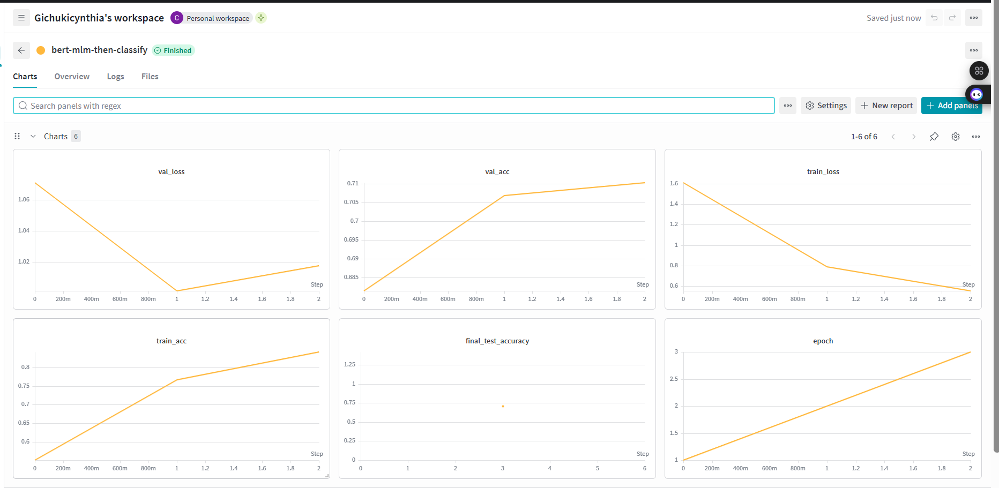 Gichukicynthia's workspace
C Personal workspace
Saved just now
bert-mlm-then-classify
Finished
Charts Overview Logs Files
Search panels with regex
Settings
New report
Add panels
Charts 6
1-6 of 6
val_loss
1.06
1.04
1.02
Step
0 200m 400m 600m 800m 1 1.2 1.4 1.6 1.8 2
val_acc
0.71
0.705
0.7
0.695
0.69
0.685
Step
0 200m 400m 600m 800m 1 1.2 1.4 1.6 1.8 2
train_loss
1.6
1.4
1.2
1
0.8
0.6
Step
0 200m 400m 600m 800m 1 1.2 1.4 1.6 1.8 2
train_acc
0.8
0.75
0.7
0.65
0.6
Step
0 200m 400m 600m 800m 1 1.2 1.4 1.6 1.8 2
final_test_accuracy
1.25
1
0.75
0.5
0.25
0
Step
0 1 2 3 4 5 6
epoch
3
2.5
2
1.5
1
Step
0 200m 400m 600m 800m 1 1.2 1.4 1.6 1.8 2